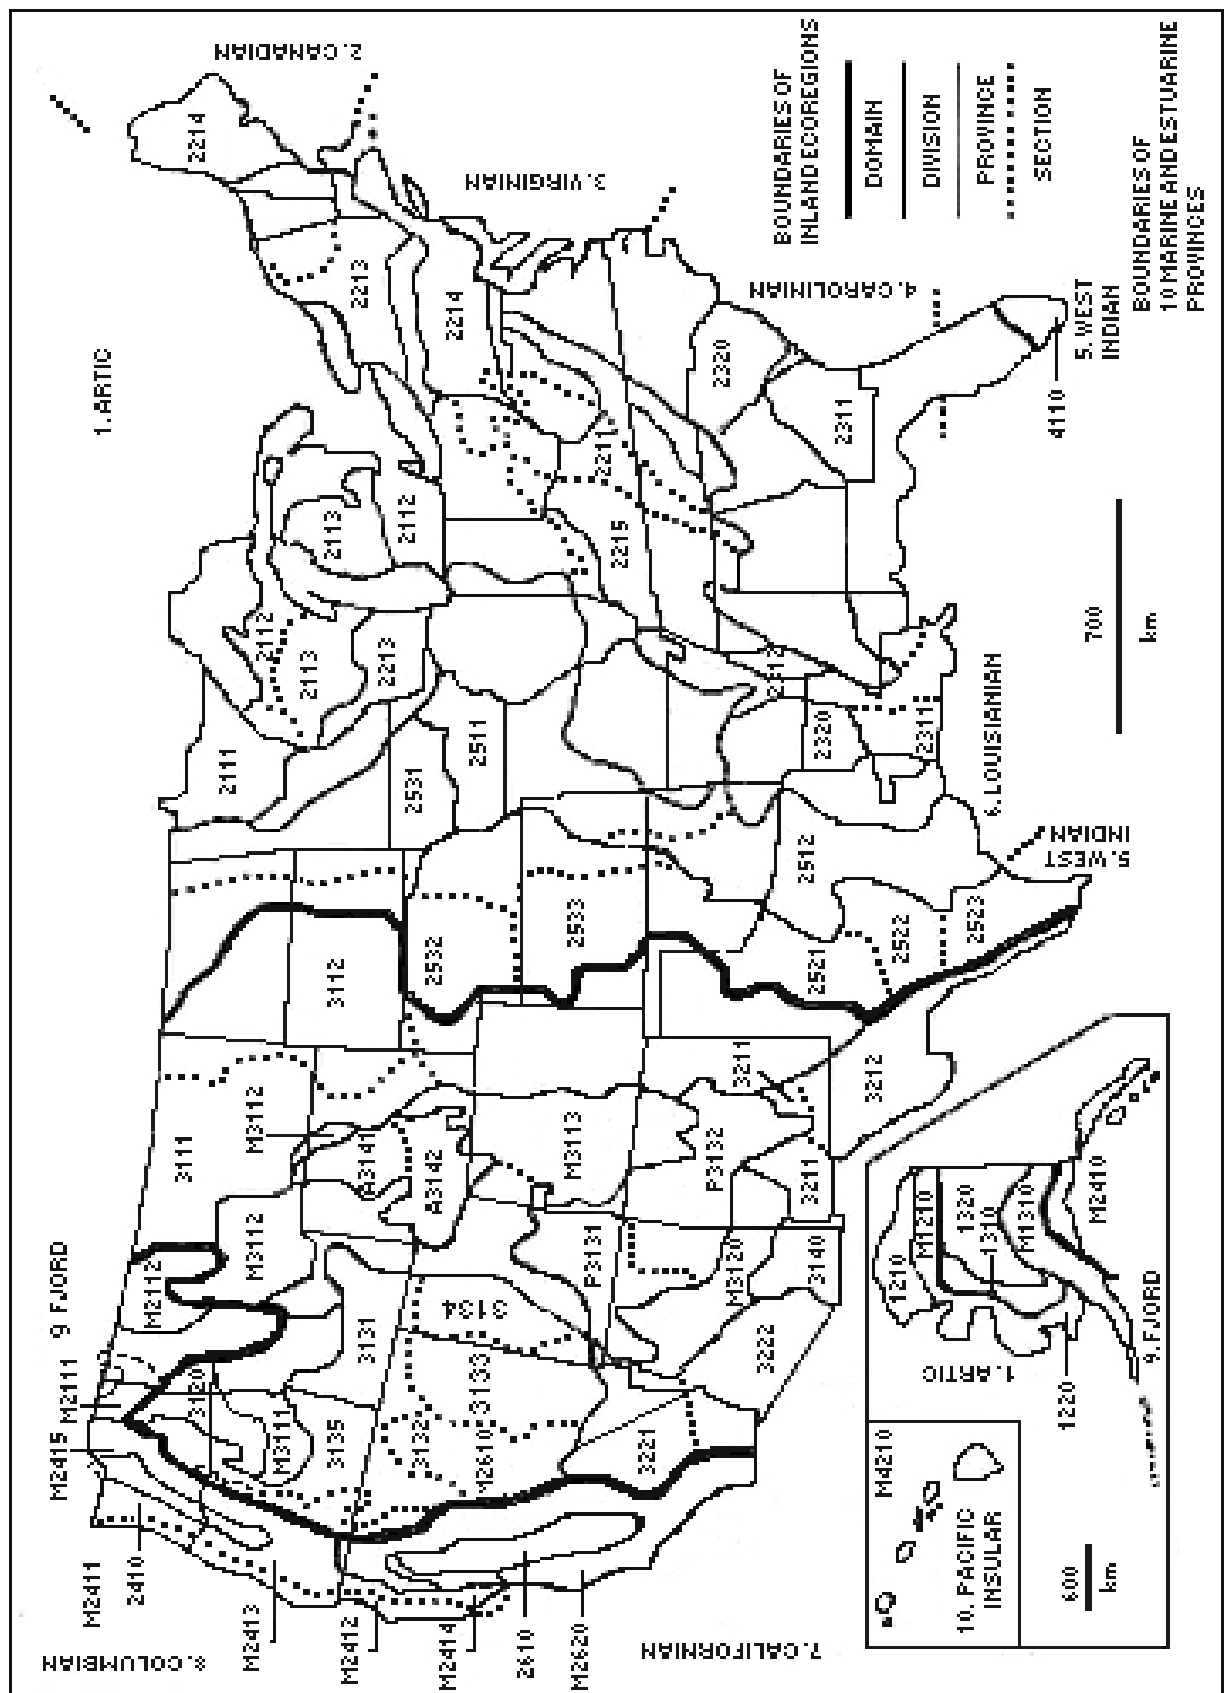 1. ARTIC
2. CANADIAN
3. VIRGINIAN
4. CAROLINIAN
5. WEST
INDIAN
6. LOUISIANIAN
5. WEST
INDIAN
7. CALIFORNIAN
8. COLUMBIAN
9 FJORD
M2415
M2111
M2411
2410
M2413
M2412
M2414
2610
M2620
M2112
3120
M3111
3135
3132
M2610
3133
3134
3131
3221
3222
3140
M3120
P3131
P3132
3211
3211
3212
M3112
3111
M3112
A3141
A3142
M3113
3112
2532
2533
2521
2522
2523
2512
2531
2511
2111
2112
2113
2213
2113
2112
2312
2320
2311
2215
2320
2311
4110
2213
2214
2214
BOUNDARIES OF
INLAND ECOREGIONS
DOMAIN
DIVISION
PROVINCE
SECTION
BOUNDARIES OF
10 MARINE AND ESTUARINE
PROVINCES
700
km
M4210
10. PACIFIC
INSULAR
600
km
1. ARTIC
1210
M1210
1320
1310
M1310
M2410
1220
9. FJORD